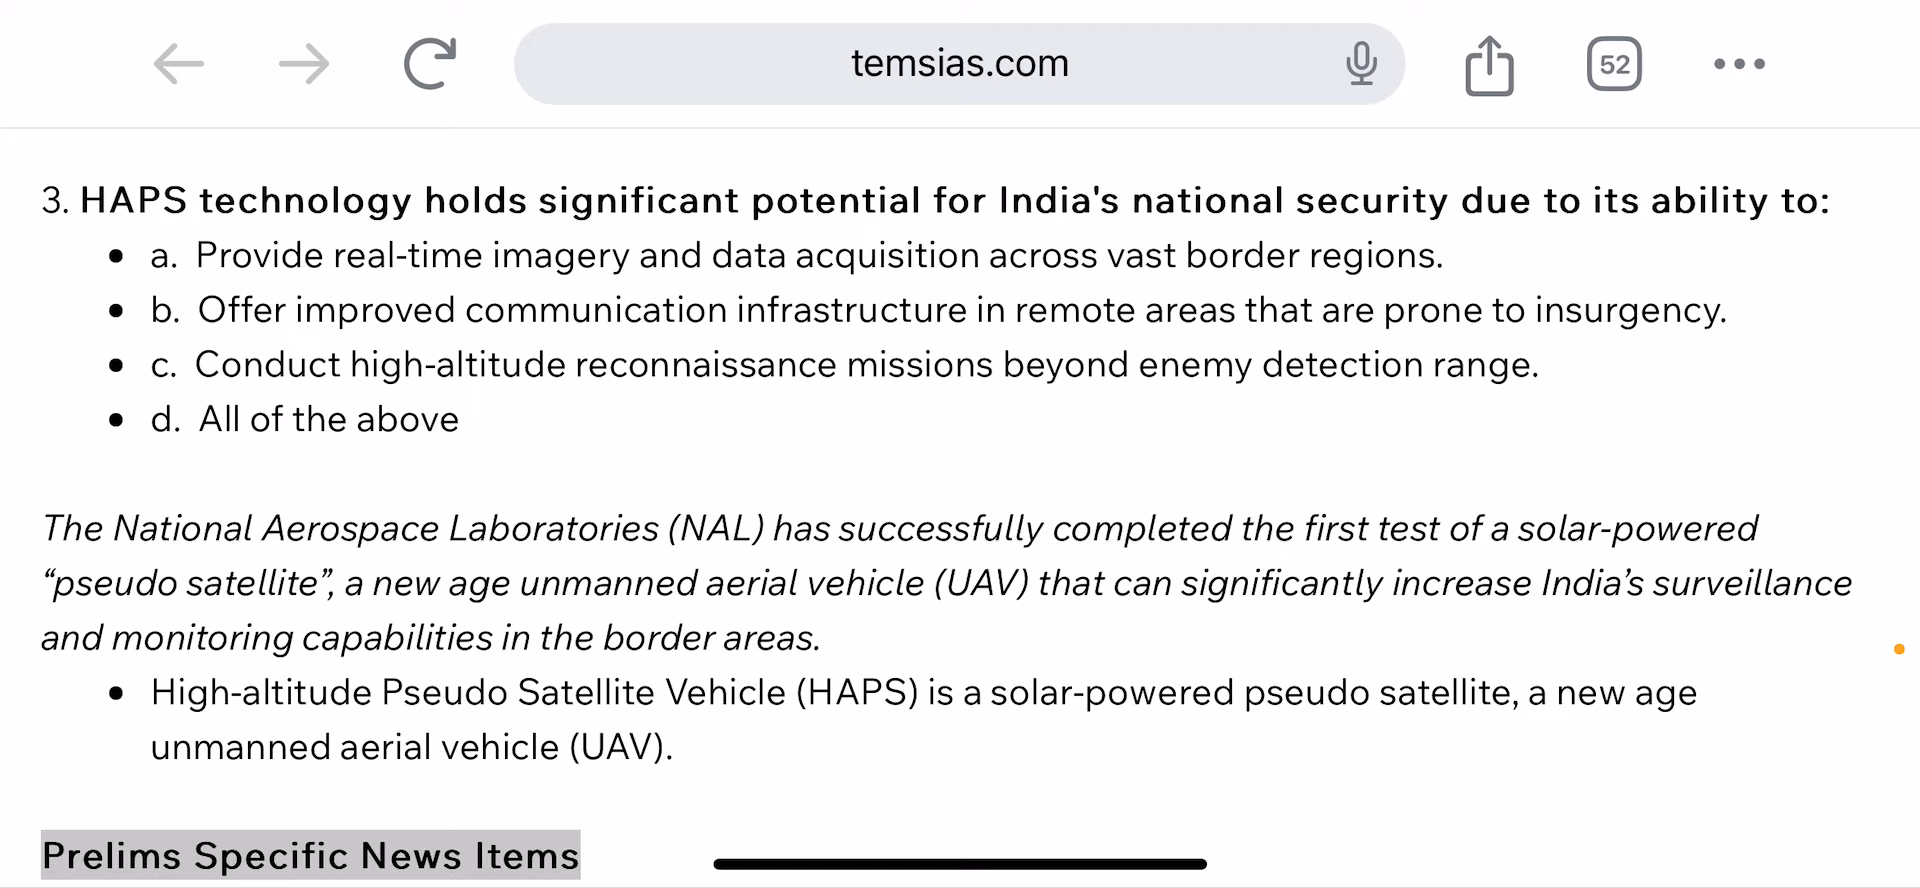 temsias.com
52
3. HAPS technology holds significant potential for India's national security due to its ability to:
• a. Provide real-time imagery and data acquisition across vast border regions.
• b. Offer improved communication infrastructure in remote areas that are prone to insurgency.
• c. Conduct high-altitude reconnaissance missions beyond enemy detection range.
• d. All of the above
The National Aerospace Laboratories (NAL) has successfully completed the first test of a solar-powered
“pseudo satellite”, a new age unmanned aerial vehicle (UAV) that can significantly increase India’s surveillance
and monitoring capabilities in the border areas.
• High-altitude Pseudo Satellite Vehicle (HAPS) is a solar-powered pseudo satellite, a new age
unmanned aerial vehicle (UAV).
Prelims Specific News Items